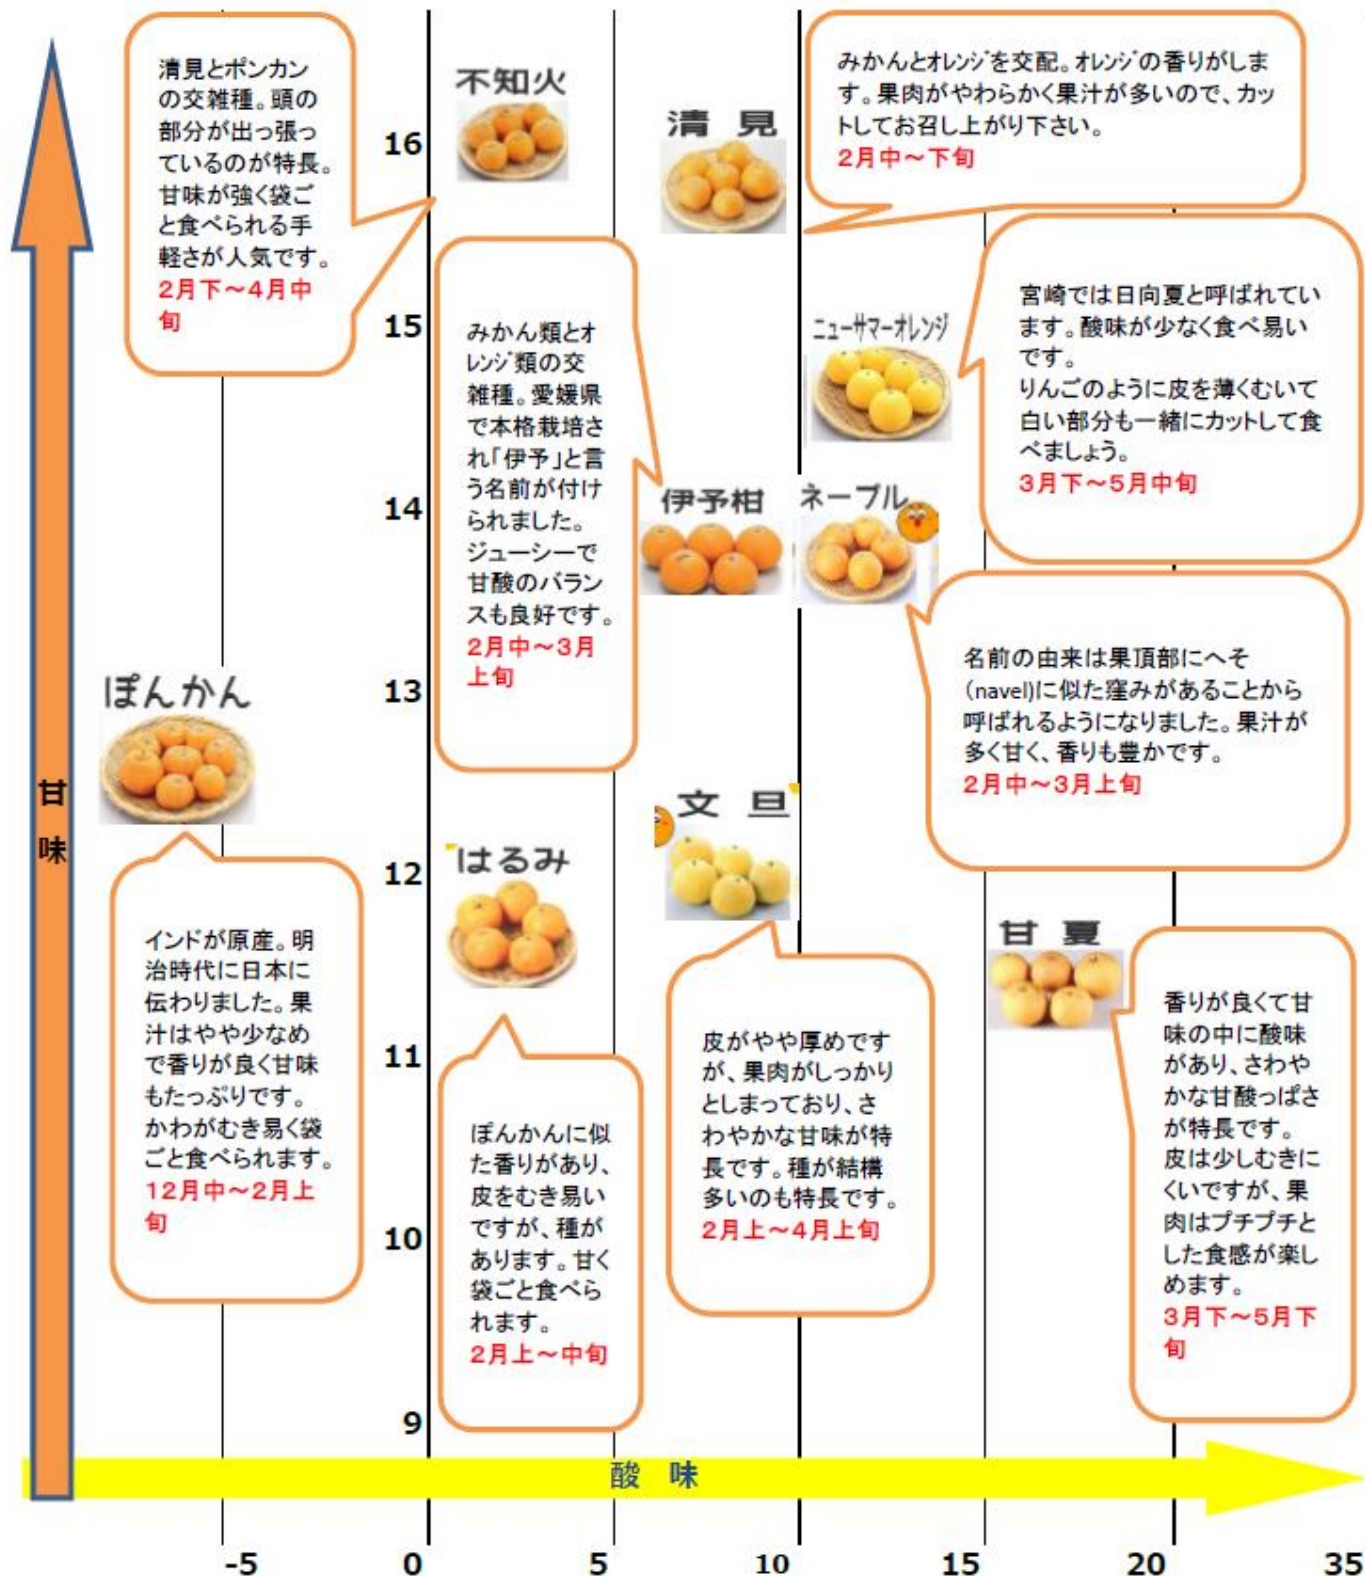 清見とポンカン
の交雑種。頭の
部分が出っ張っ
ているのが特長。
甘味が強く袋ご
と食べられる手
軽さが人気です。
2月下～4月中
旬
不知火
清 見
みかんとオレンジを交配。オレンジの香りがしま
す。果肉がやわらかく果汁が多いので、カッ
トしてお召し上がり下さい。
2月中～下旬
16
15
みかん類とオ
レンジ類の交
雑種。愛媛県
で本格栽培さ
れ「伊予」と言
う名前が付け
られました。
ジューシーで
甘酸のバラン
スも良好です。
2月中～3月
上旬
ニューサマーオレンジ
宮崎では日向夏と呼ばれてい
ます。酸味が少なく食べ易い
です。
りんごのように皮を薄くむいて
白い部分も一緒にカットして食
べましょう。
3月下～5月中旬
14
伊予柑
ネーブル
名前の由来は果頂部にへそ
(navel)に似た窪みがあることから
呼ばれるようになりました。果汁が
多く甘く、香りも豊かです。
2月中～3月上旬
13
ぽんかん
甘
味
インドが原産。明
治時代に日本に
伝わりました。果
汁はやや少なめ
で香りが良く甘味
もたっぷりです。
かわがむき易く袋
ごと食べられます。
12月中～2月上
旬
12
はるみ
文 旦
甘 夏
11
ぽんかんに似
た香りがあり、
皮をむき易い
ですが、種が
あります。甘く
袋ごと食べら
れます。
2月上～中旬
皮がやや厚めです
が、果肉がしっかり
としまっており、さ
わやかな甘味が特
長です。種が結構
多いのも特長です。
2月上～4月上旬
香りが良くて甘
味の中に酸味
があり、さわや
かな甘酸っぱさ
が特長です。
皮は少しむきに
くいですが、果
肉はプチプチと
した食感が楽し
めます。
3月下～5月下
旬
10
9
酸 味
-5
0
5
10
15
20
35